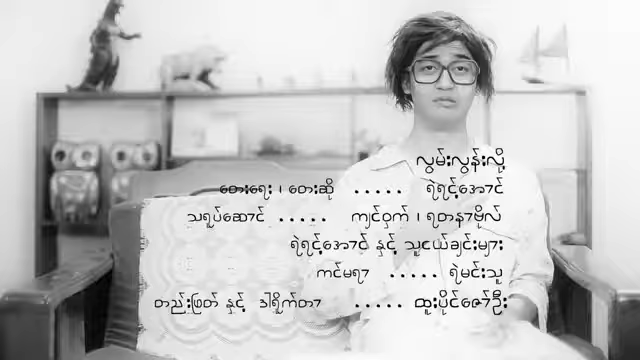 လွမ်းလွန်းလို့
တေးရေး ၊ တေးဆို ..... ရဲရင့်အောင်
သရုပ်ဆောင် ..... ကျင်ဝှက် ၊ ရတနာဗိုလ်
ရဲရင့်အောင် နှင့် သူငယ်ချင်းများ
ကင်မရာ ..... ရဲမင်းသူ
တည်းဖြတ် နှင့် ဒါရိုက်တာ ..... ထူးပိုင်ဇော်ဦး